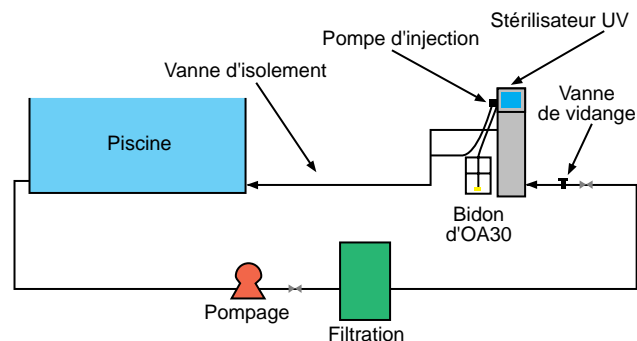 Stérilisateur UV
Pompe d'injection
Vanne d'isolement
Vanne
de vidange
Piscine
Bidon
d'OA30
Pompage
Filtration